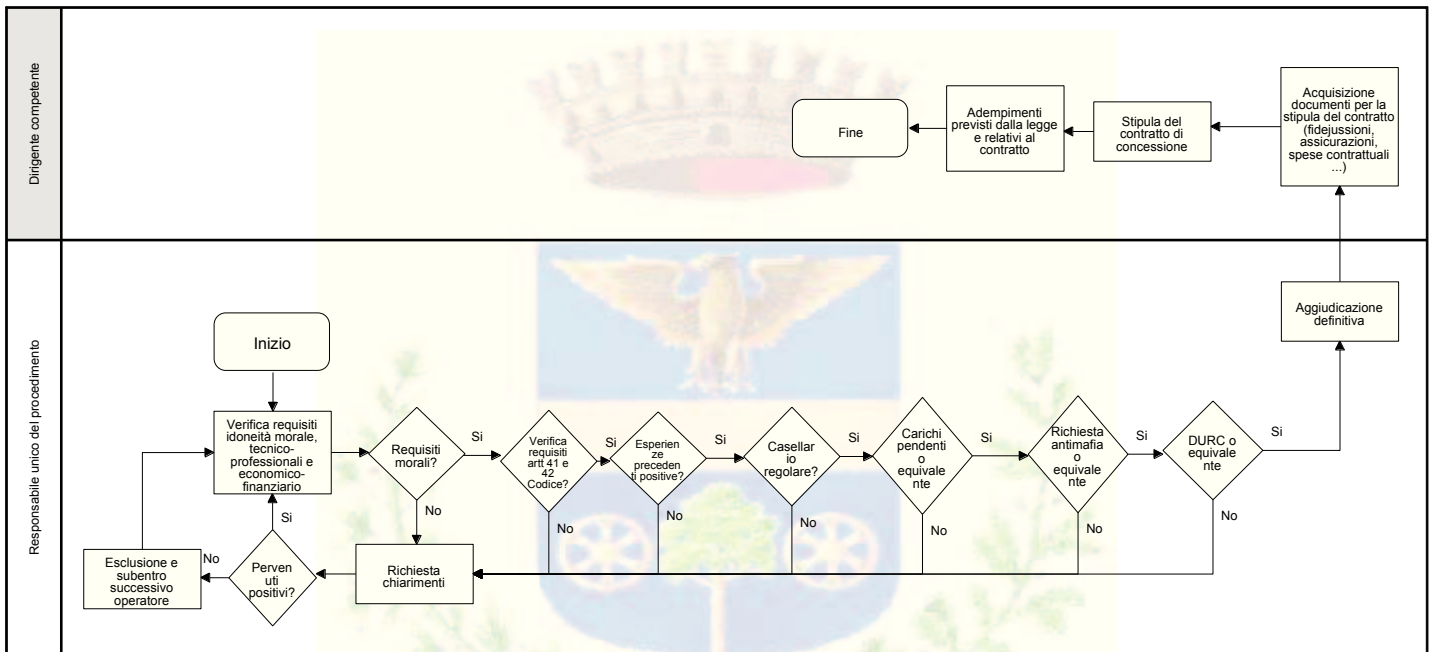 Dirigente competente
Fine
Adempimenti
previsti dalla legge
e relativi al
contratto
Stipula del
contratto di
concessione
Acquisizione
documenti per la
stipula del contratto
(fidejussioni,
assicurazioni,
spese contrattuali
...)
Responsabile unico del procedimento
Inizio
Aggiudicazione
definitiva
Verifica requisiti
idoneità morale,
tecnico-
professionali e
economico-
finanziario
Requisiti
morali?
Si
Verifica
requisiti
artt 41 e
42
Codice?
Si
Esperien
ze
preceden
ti positive?
Si
Casellar
io
regolare?
Si
Carichi
pendenti
o
equivale
nte
Si
Richiesta
antimafia
o
equivale
nte
Si
DURC o
equivale
nte
Si
No
No
No
No
No
No
No
Si
Esclusione e
subentro
successivo
operatore
No
Perven
uti
positivi?
Richiesta
chiarimenti